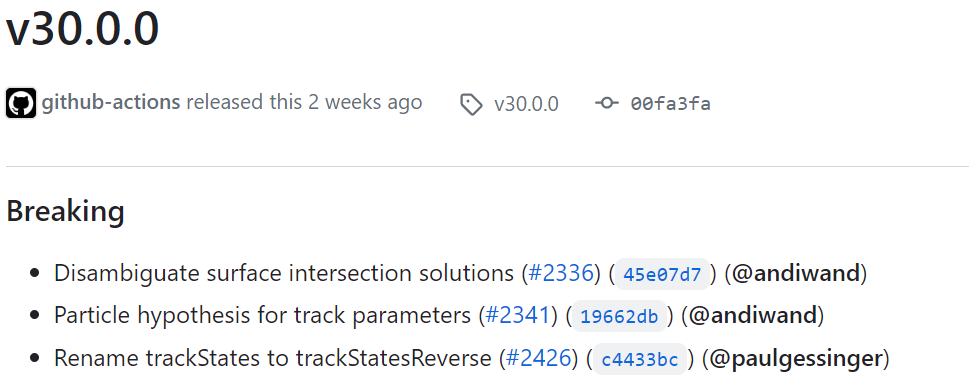 v30.0.0
github-actions released this 2 weeks ago v30.0.0 00fa3fa
Breaking
• Disambiguate surface intersection solutions (#2336) (45e07d7) (@andiwand)
• Particle hypothesis for track parameters (#2341) (19662db) (@andiwand)
• Rename trackStates to trackStatesReverse (#2426) (c4433bc) (@paulgessinger)